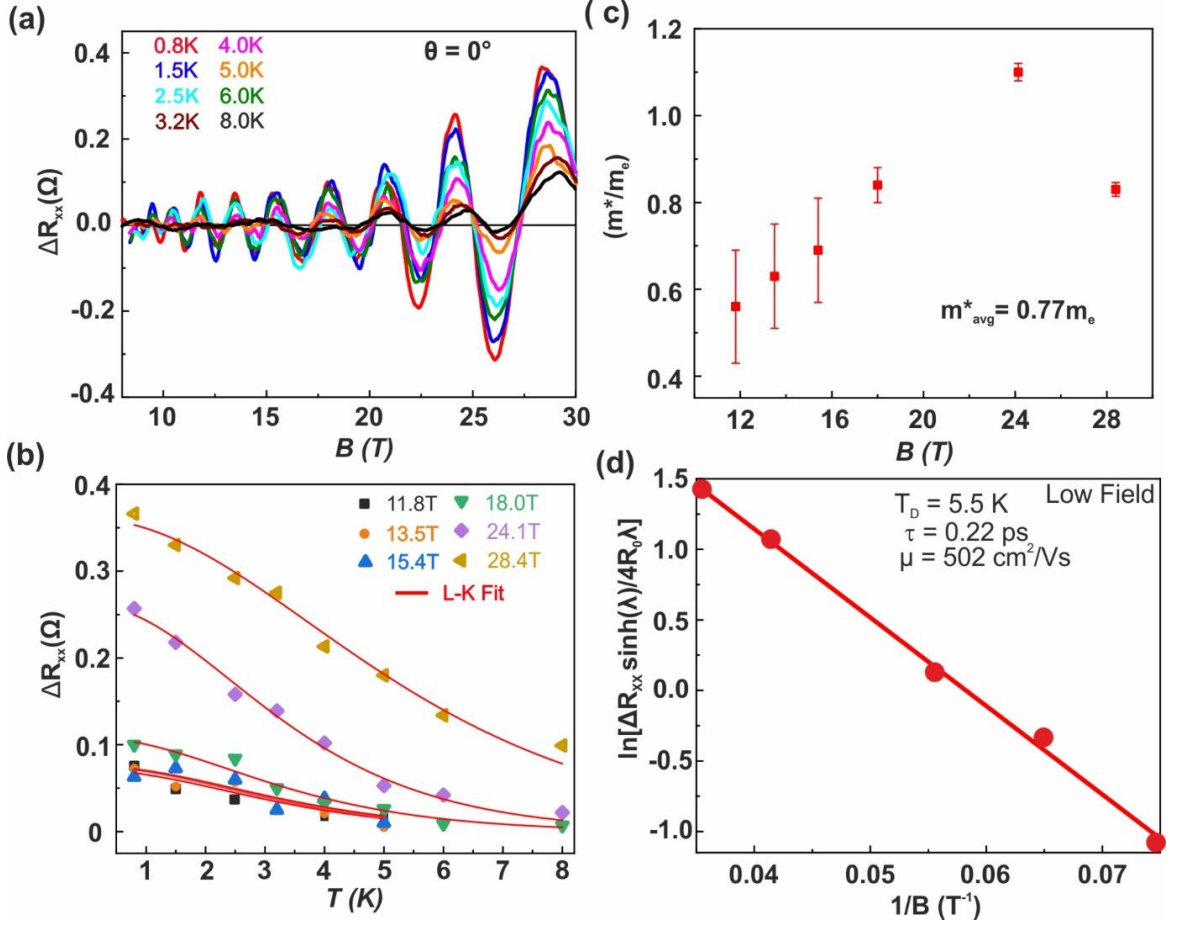 (a)
0.8K 4.0K
1.5K 5.0K
2.5K 6.0K
3.2K 8.0K
θ = 0°
0.4
0.2
0.0
-0.2
-0.4
ΔRxx(Ω)
10 15 20 25 30
B (T)
(c)
1.2
1.0
0.8
0.6
0.4
(m*/me)
m*avg= 0.77me
12 16 20 24 28
B (T)
(b)
0.4
0.3
0.2
0.1
0
ΔRxx(Ω)
11.8T 18.0T
13.5T 24.1T
15.4T 28.4T
L-K Fit
1 2 3 4 5 6 7 8
T (K)
(d)
1.5
1.0
0.5
0.0
-0.5
-1.0
ln[ΔRxx sinh(λ)/4R0λ]
Low Field
TD = 5.5 K
τ = 0.22 ps
μ = 502 cm²/Vs
0.04 0.05 0.06 0.07
1/B (T⁻¹)